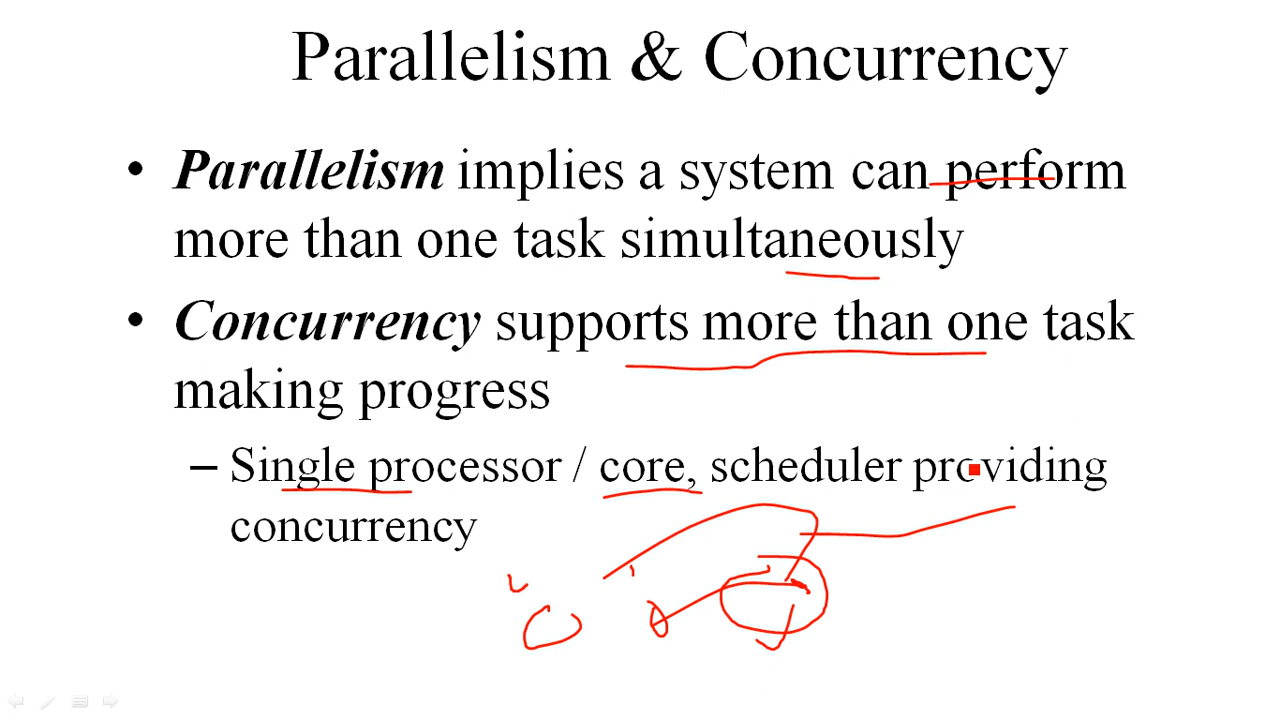 Parallelism & Concurrency
• Parallelism implies a system can perform
more than one task simultaneously
• Concurrency supports more than one task
making progress
– Single processor / core, scheduler providing
concurrency